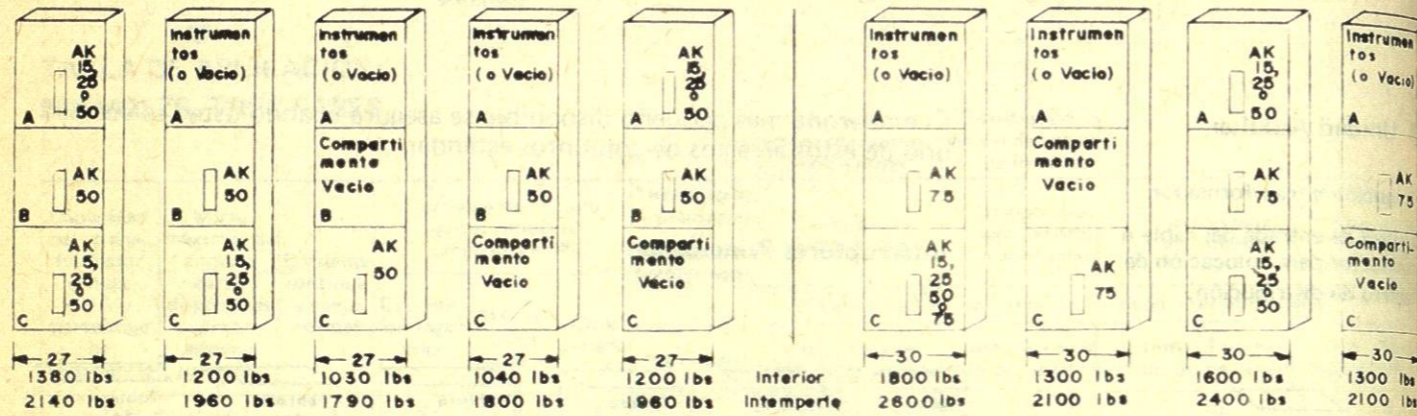 AK
15,
25
o
50
A
AK
50
B
AK
15,
25
o
50
C
27
1380 lbs
2140 lbs
Instrumen
tos
(o Vacio)
A
AK
50
B
AK
15,
25
o
50
C
27
1200 lbs
1960 lbs
Instrumen
tos
(o Vacio)
A
Comparti
mento
Vacio
B
AK
50
C
27
1030 lbs
1790 lbs
Instrumen
tos
(o Vacio)
A
AK
50
B
Comparti
mento
Vacio
C
27
1040 lbs
1800 lbs
AK
15,
25
o
50
A
AK
50
B
Comparti
mento
Vacio
C
27
1200 lbs
1960 lbs
Interior
Intemperie
Instrumen
tos
(o Vacio)
A
AK
75
B
AK
15,
25
50
o
75
C
30
1800 lbs
2600 lbs
Instrumen
tos
(o Vacio)
A
Comparti
mento
Vacio
B
AK
75
C
30
1300 lbs
2100 lbs
AK
15,
25
o
50
A
AK
75
B
AK
15,
25
o
50
C
30
1600 lbs
2400 lbs
Instrumen
tos
(o Vacio)
A
AK
75
B
Comparti-
mento
Vacio
C
30
1300 lbs
2100 lbs